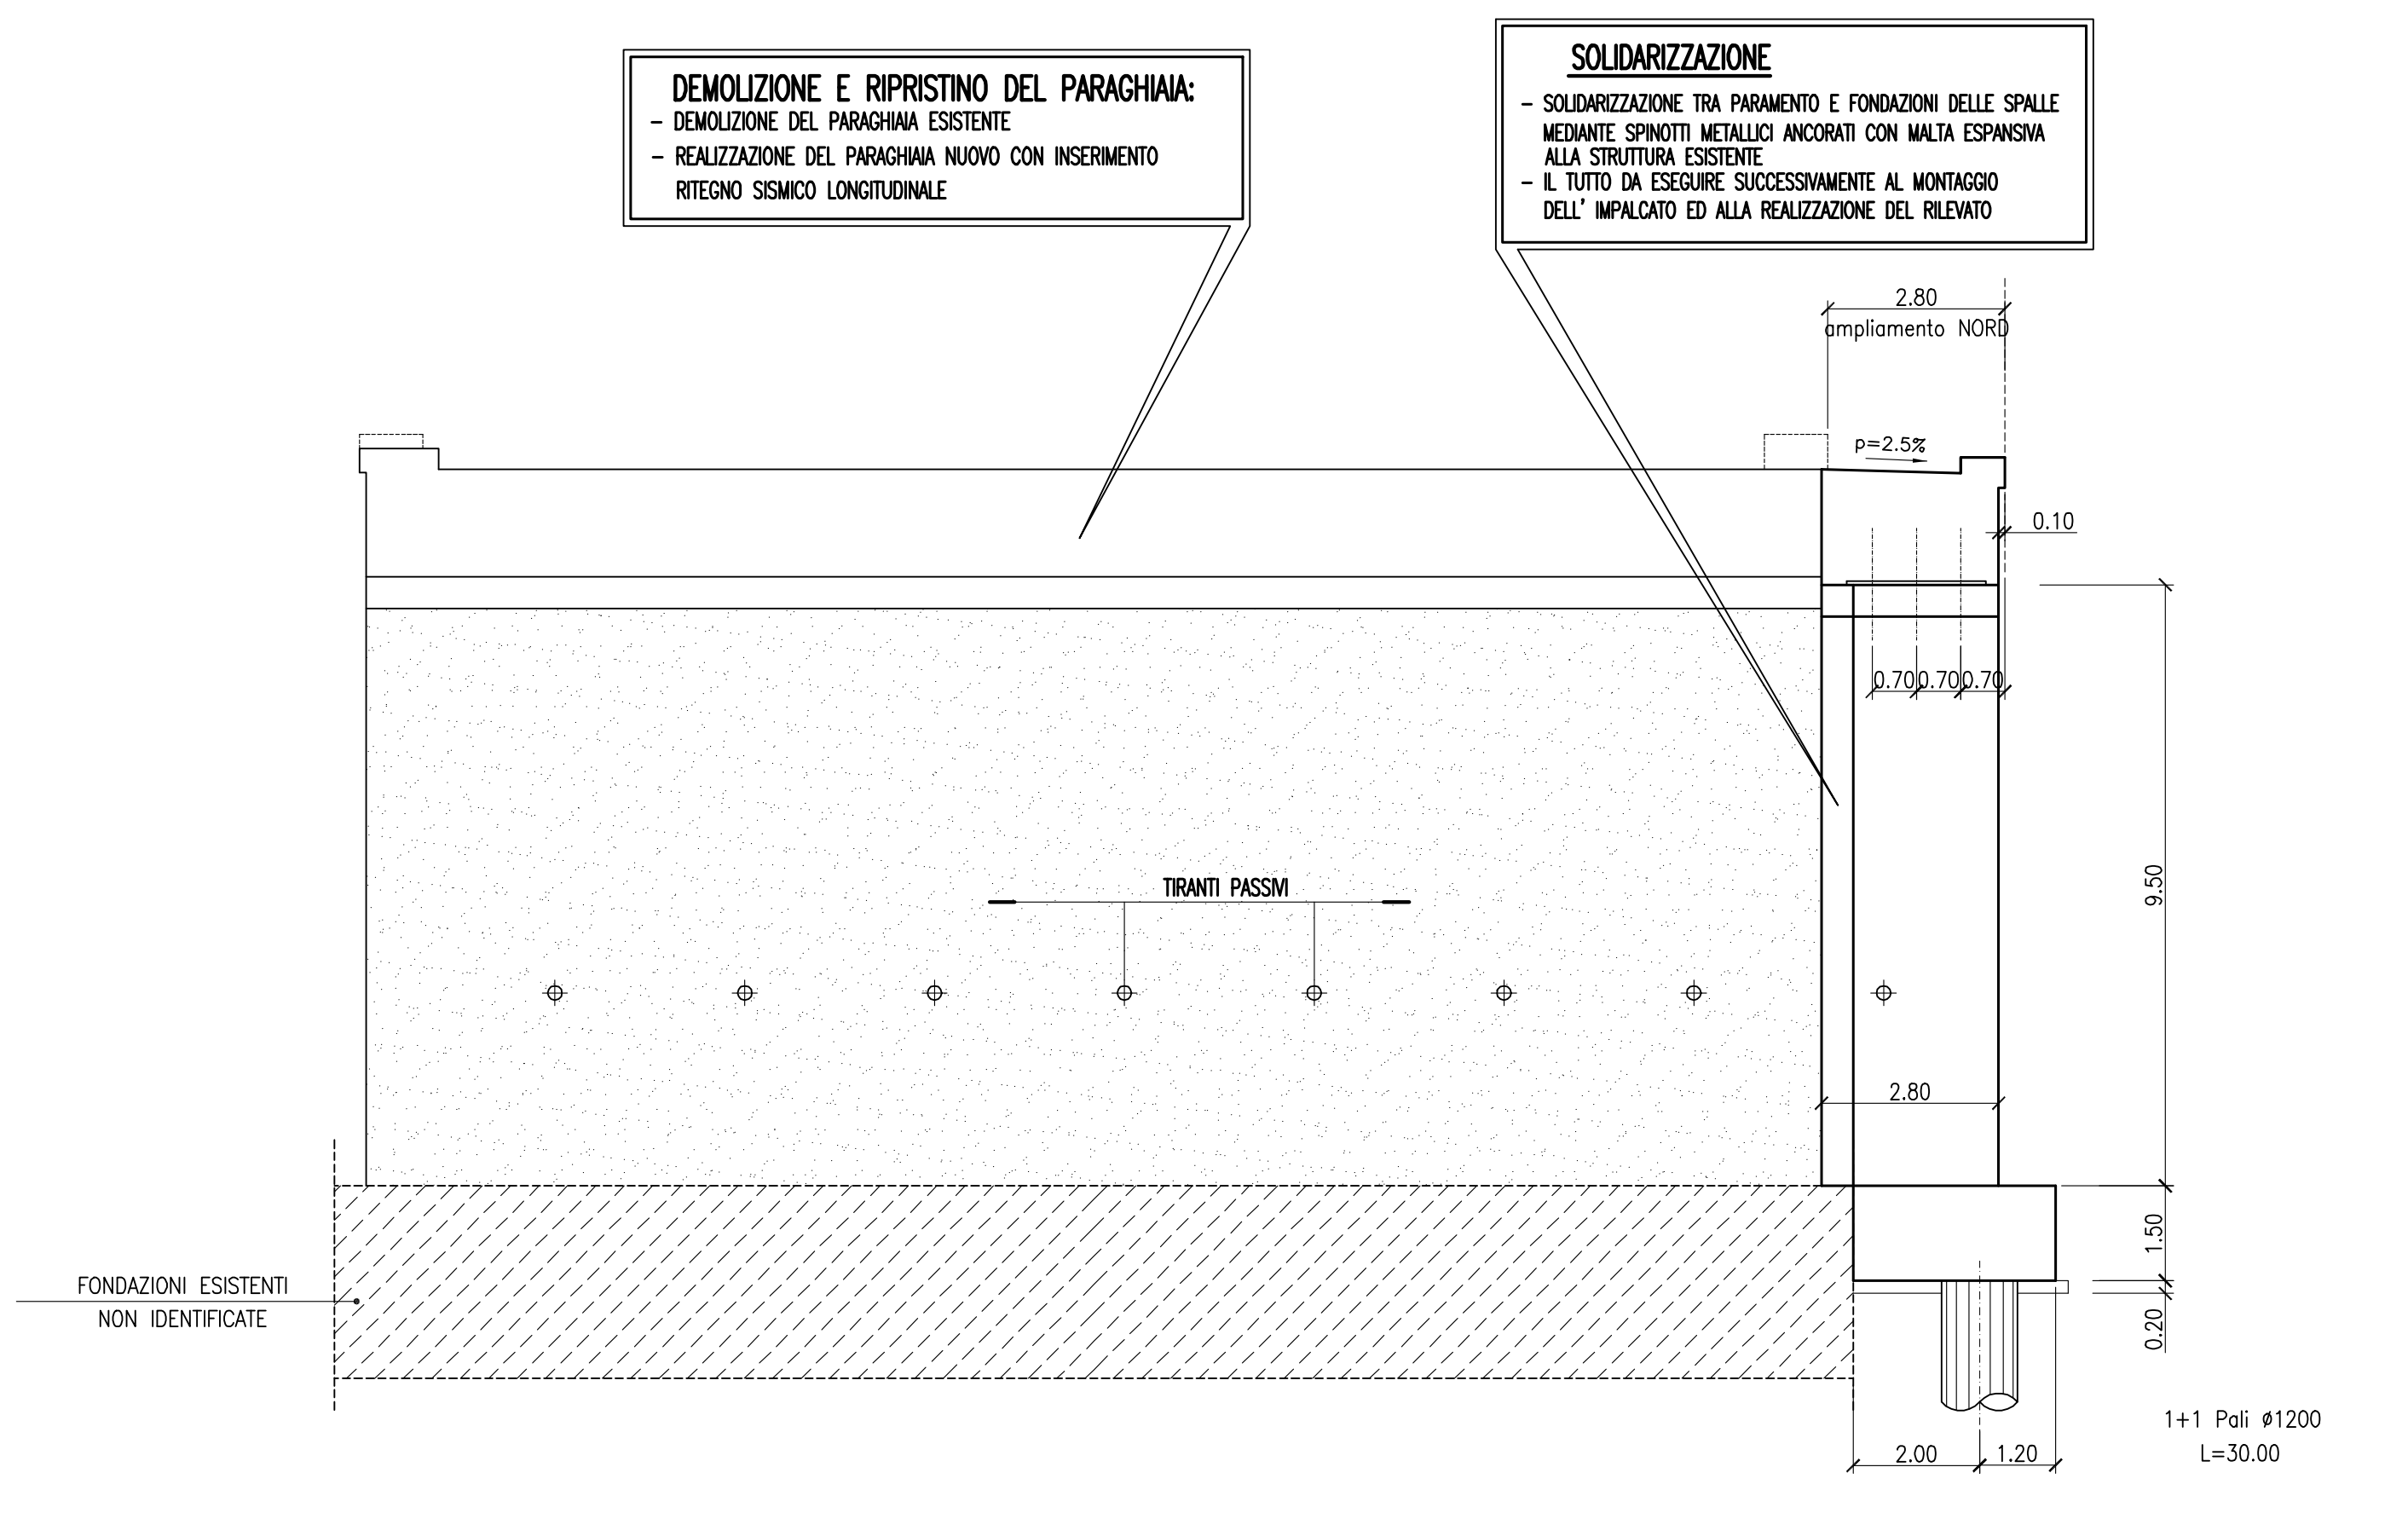 DEMOLIZIONE E RIPRISTINO DEL PARAGHIAIA:
- DEMOLIZIONE DEL PARAGHIAIA ESISTENTE
- REALIZZAZIONE DEL PARAGHIAIA NUOVO CON INSERIMENTO
RITEGNO SISMICO LONGITUDINALE
SOLIDARIZZAZIONE
- SOLIDARIZZAZIONE TRA PARAMENTO E FONDAZIONI DELLE SPALLE
MEDIANTE SPINOTTI METALLICI ANCORATI CON MALTA ESPANSIVA
ALLA STRUTTURA ESISTENTE
- IL TUTTO DA ESEGUIRE SUCCESSIVAMENTE AL MONTAGGIO
DELL' IMPALCATO ED ALLA REALIZZAZIONE DEL RILEVATO
2.80
ampliamento NORD
p=2.5%
0.10
0.70 0.70 0.70
9.50
TIRANTI PASSIVI
2.80
1.50
FONDAZIONI ESISTENTI
NON IDENTIFICATE
0.20
1+1 Pali ø1200
L=30.00
2.00
1.20